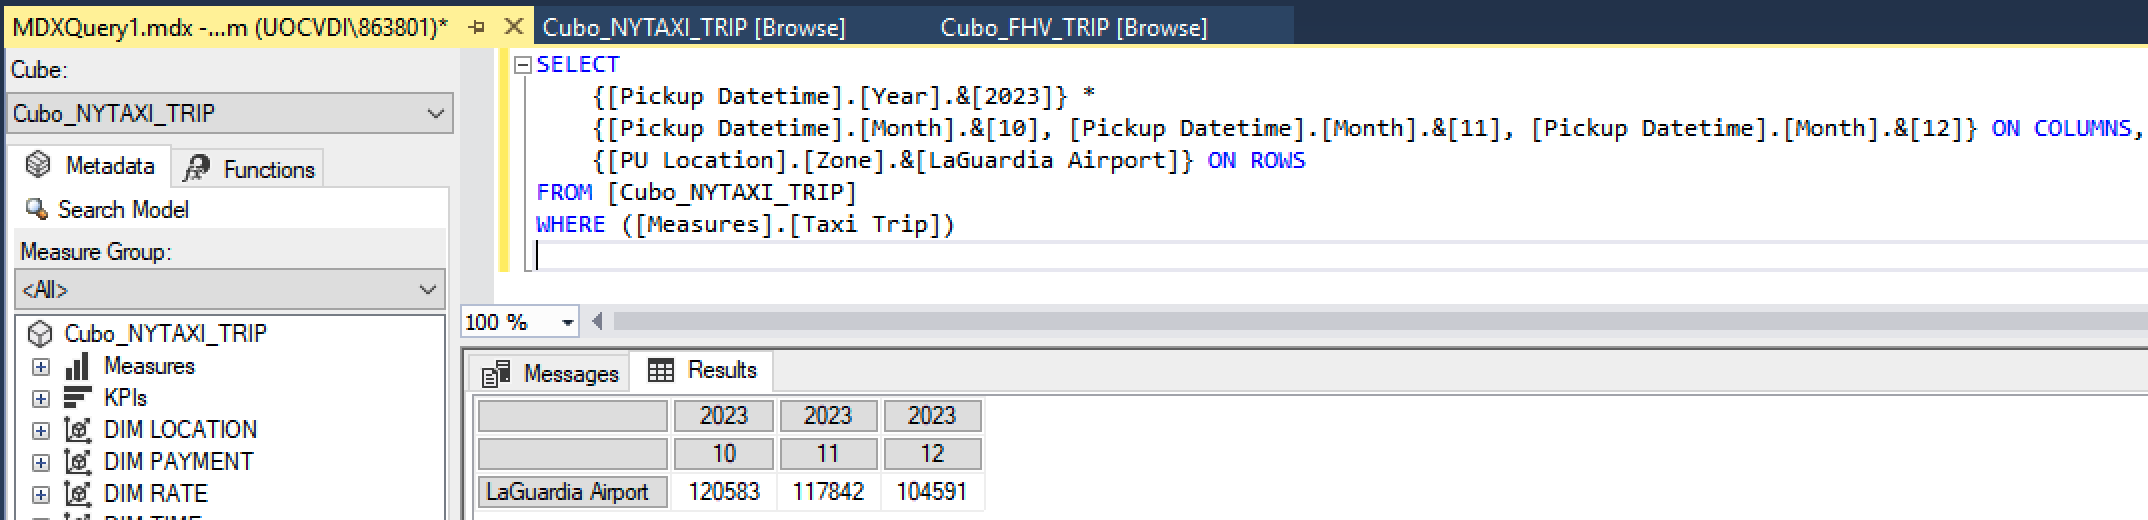 MDXQuery1.mdx -...m (UOCVDI\863801)*
Cubo_NYTAXI_TRIP [Browse]
Cubo_FHV_TRIP [Browse]
Cube:
Cubo_NYTAXI_TRIP
Metadata
Functions
Search Model
Measure Group:
<All>
Cubo_NYTAXI_TRIP
Measures
KPIs
DIM LOCATION
DIM PAYMENT
DIM RATE
DIM TIME
SELECT
{[Pickup Datetime].[Year].&[2023]} *
{[Pickup Datetime].[Month].&[10], [Pickup Datetime].[Month].&[11], [Pickup Datetime].[Month].&[12]} ON COLUMNS,
{[PU Location].[Zone].&[LaGuardia Airport]} ON ROWS
FROM [Cubo_NYTAXI_TRIP]
WHERE ([Measures].[Taxi Trip])
100 %
Messages
Results
2023 2023 2023
10 11 12
LaGuardia Airport 120583 117842 104591